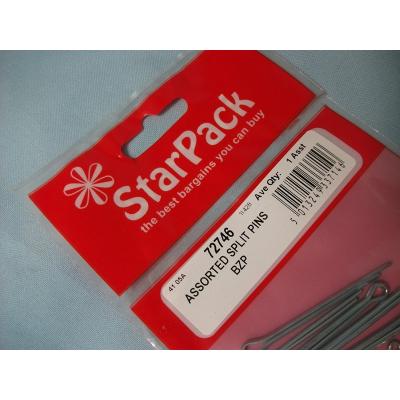 StarPack
the best bargains you can buy
72746
Ave Qty: 1 Asst
ASSORTED SPLIT PINS
BZP
41 05A